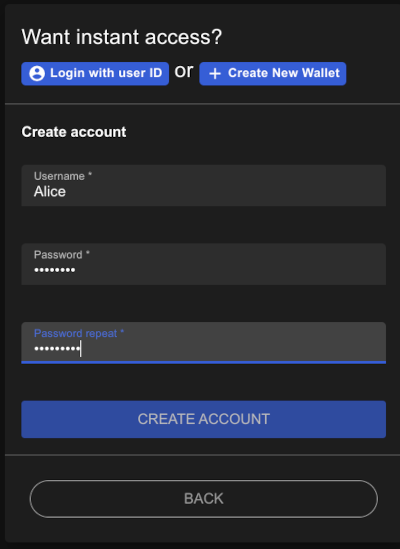 Want instant access?
Login with user ID or + Create New Wallet
Create account
Username *
Alice
Password *
••••••••
Password repeat *
•••••••••
CREATE ACCOUNT
BACK